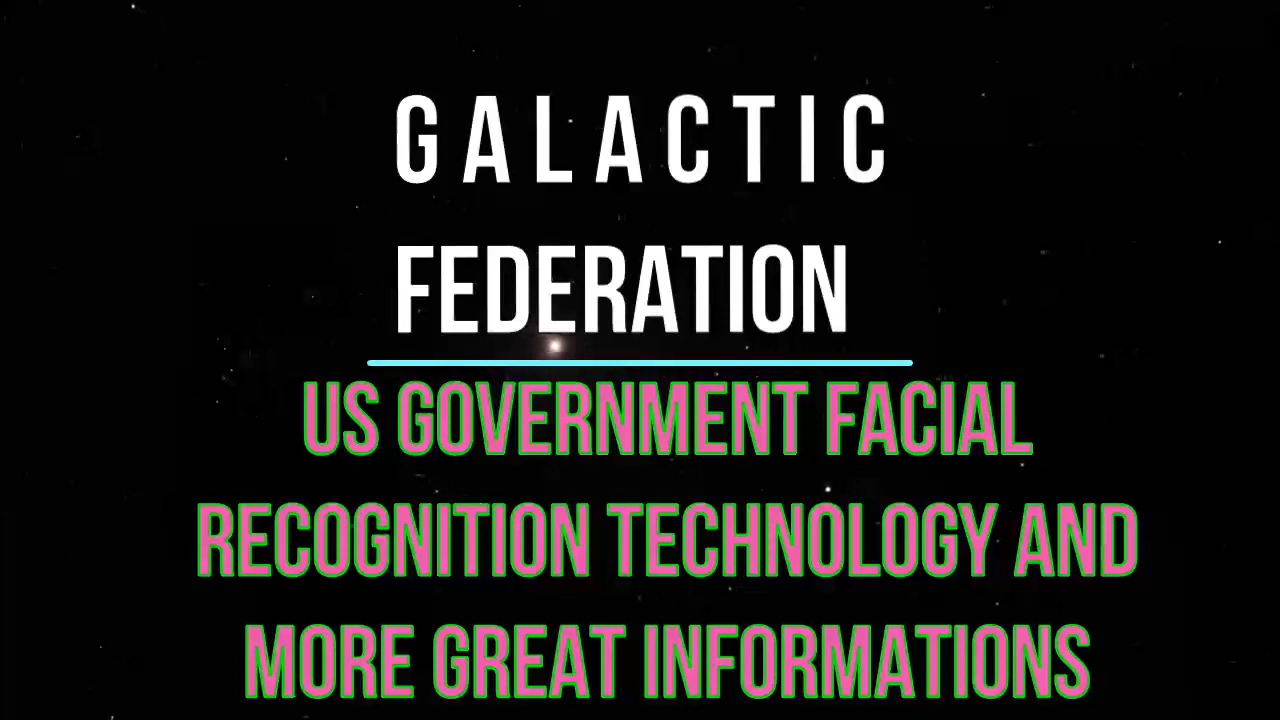 GALACTIC
FEDERATION
US GOVERNMENT FACIAL
RECOGNITION TECHNOLOGY AND
MORE GREAT INFORMATIONS